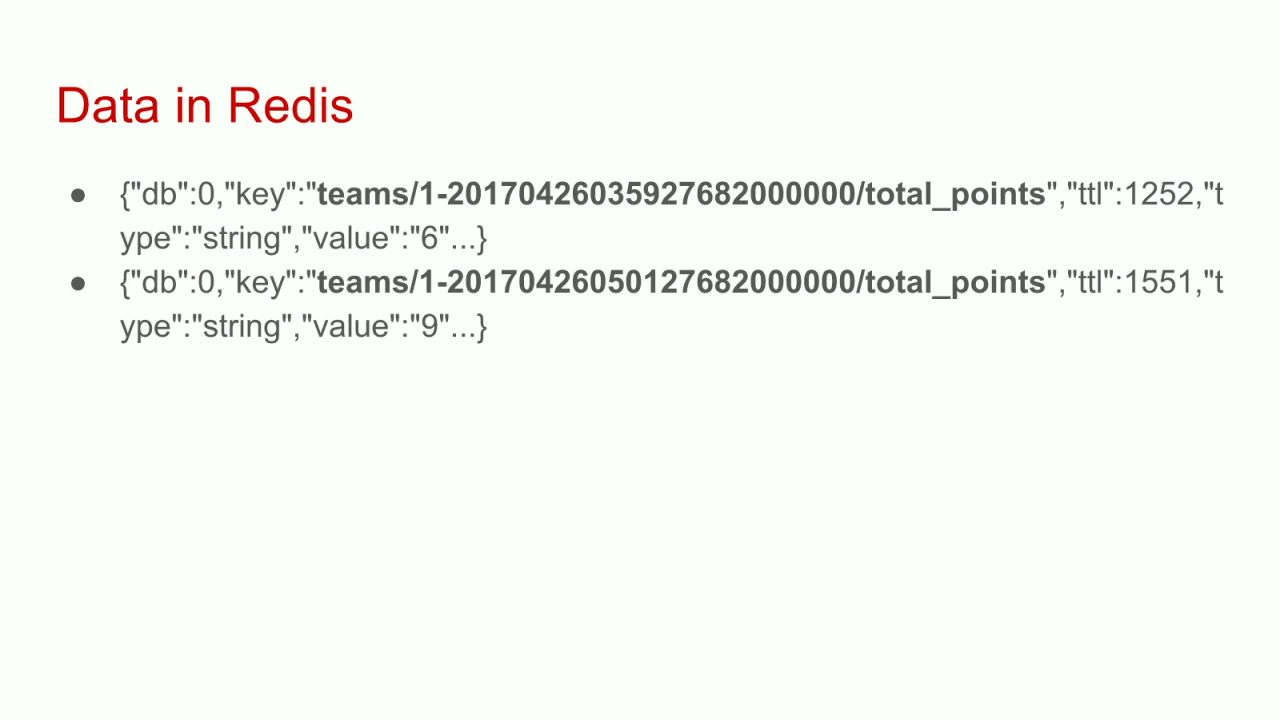 Data in Redis
● {"db":0,"key":"teams/1-20170426035927682000000/total_points","ttl":1252,"t
ype":"string","value":"6"...}
● {"db":0,"key":"teams/1-20170426050127682000000/total_points","ttl":1551,"t
ype":"string","value":"9"...}